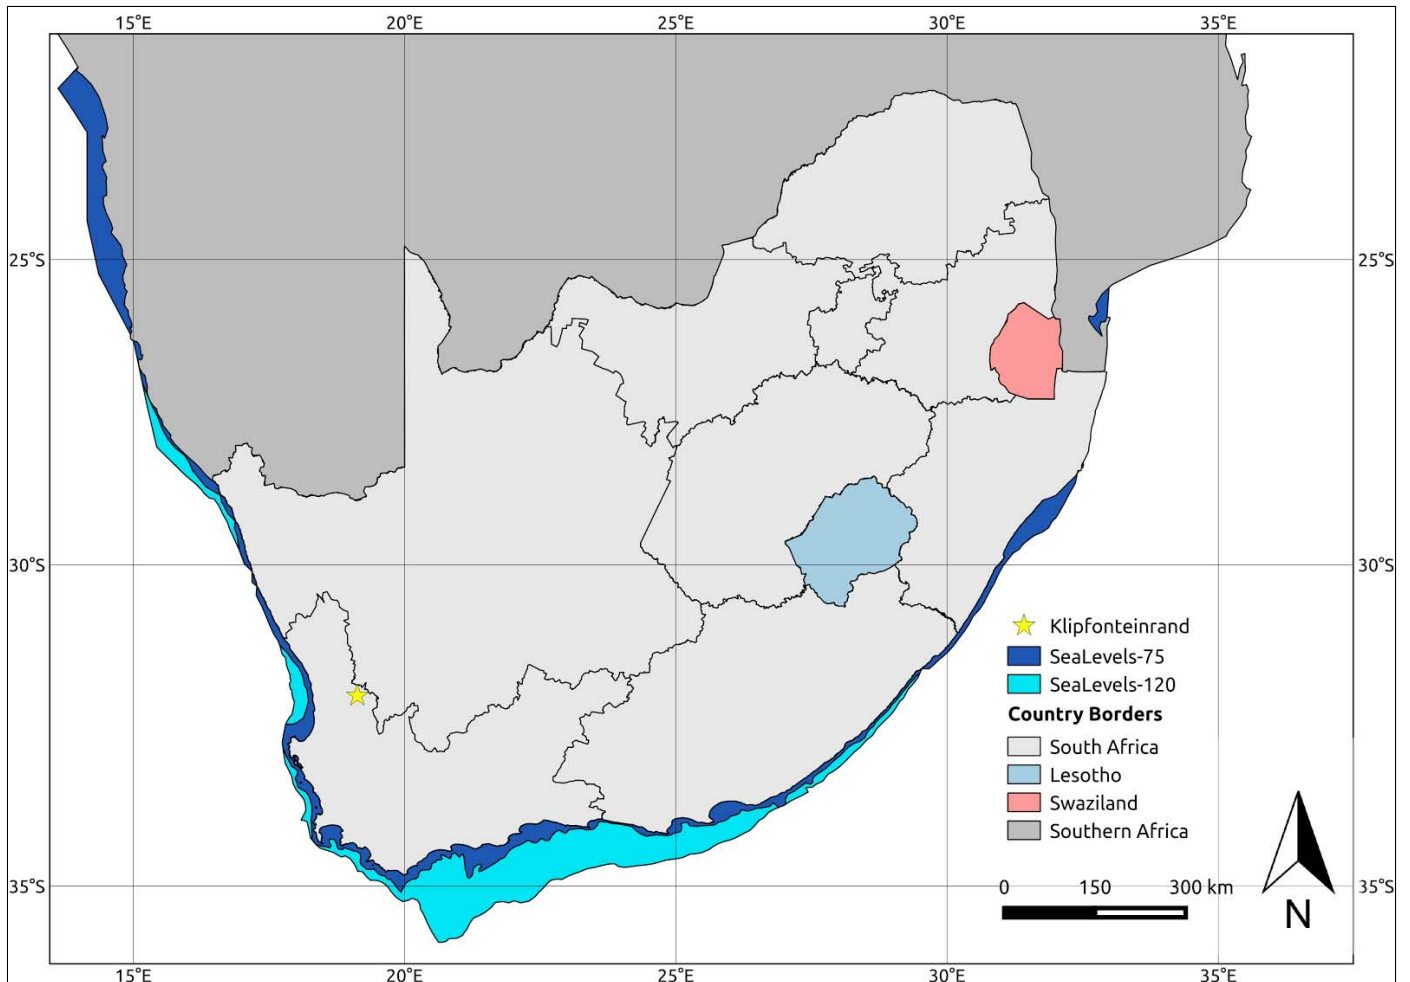 15°E 20°E 25°E 30°E 35°E
25°S 25°S
30°S 30°S
Klipfonteinrand
SeaLevels-75
SeaLevels-120
Country Borders
South Africa
Lesotho
Swaziland
Southern Africa
0 150 300 km
35°S 35°S
N
15°E 20°E 25°E 30°E 35°E